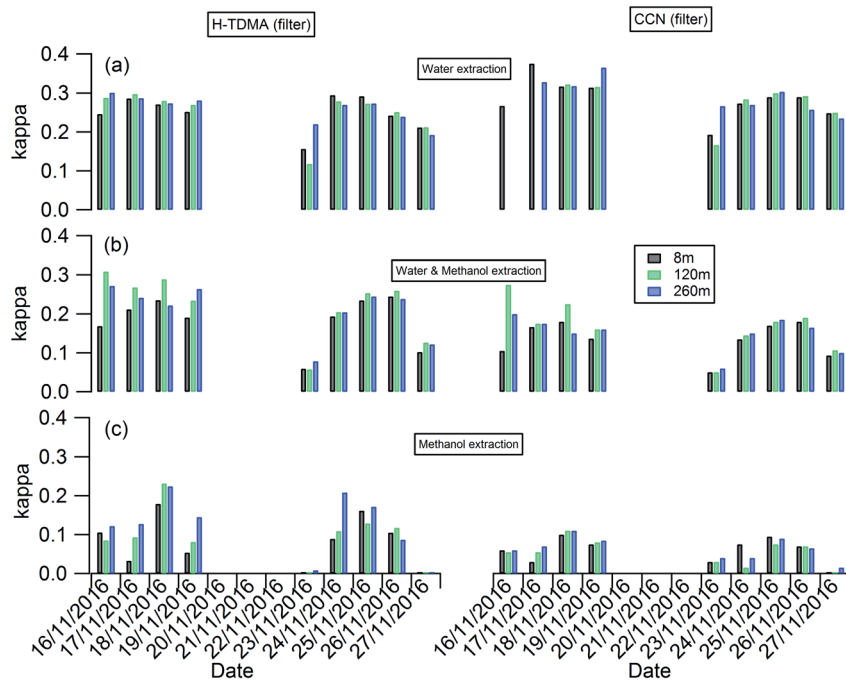 H-TDMA (filter)
CCN (filter)
(a)
Water extraction
kappa
0.4
0.3
0.2
0.1
0.0
(b)
Water & Methanol extraction
8m
120m
260m
kappa
0.4
0.3
0.2
0.1
0.0
(c)
Methanol extraction
kappa
0.4
0.3
0.2
0.1
0.0
16/11/2016
17/11/2016
18/11/2016
19/11/2016
20/11/2016
21/11/2016
22/11/2016
23/11/2016
24/11/2016
25/11/2016
26/11/2016
27/11/2016
Date
16/11/2016
17/11/2016
18/11/2016
19/11/2016
20/11/2016
21/11/2016
22/11/2016
23/11/2016
24/11/2016
25/11/2016
26/11/2016
27/11/2016
Date